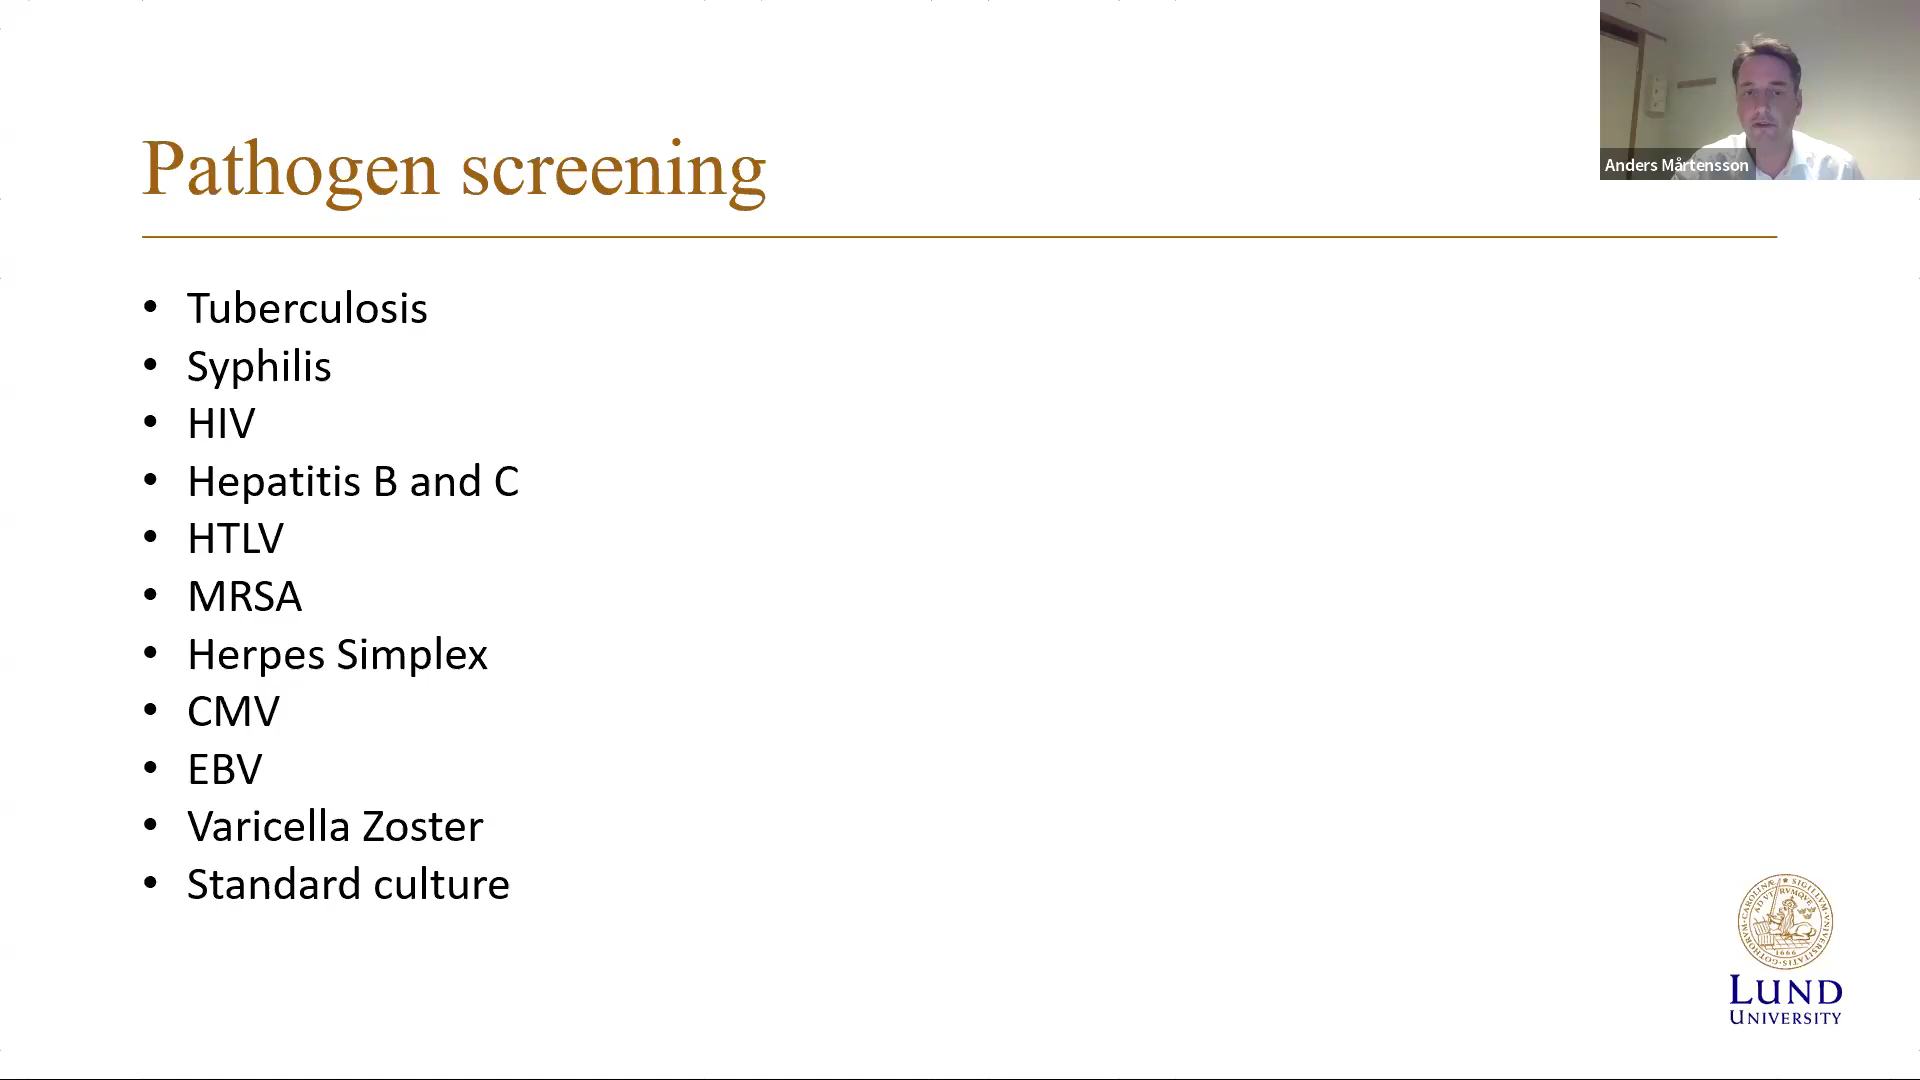 Pathogen screening
Anders Mårtensson
• Tuberculosis
• Syphilis
• HIV
• Hepatitis B and C
• HTLV
• MRSA
• Herpes Simplex
• CMV
• EBV
• Varicella Zoster
• Standard culture
LUND
UNIVERSITY